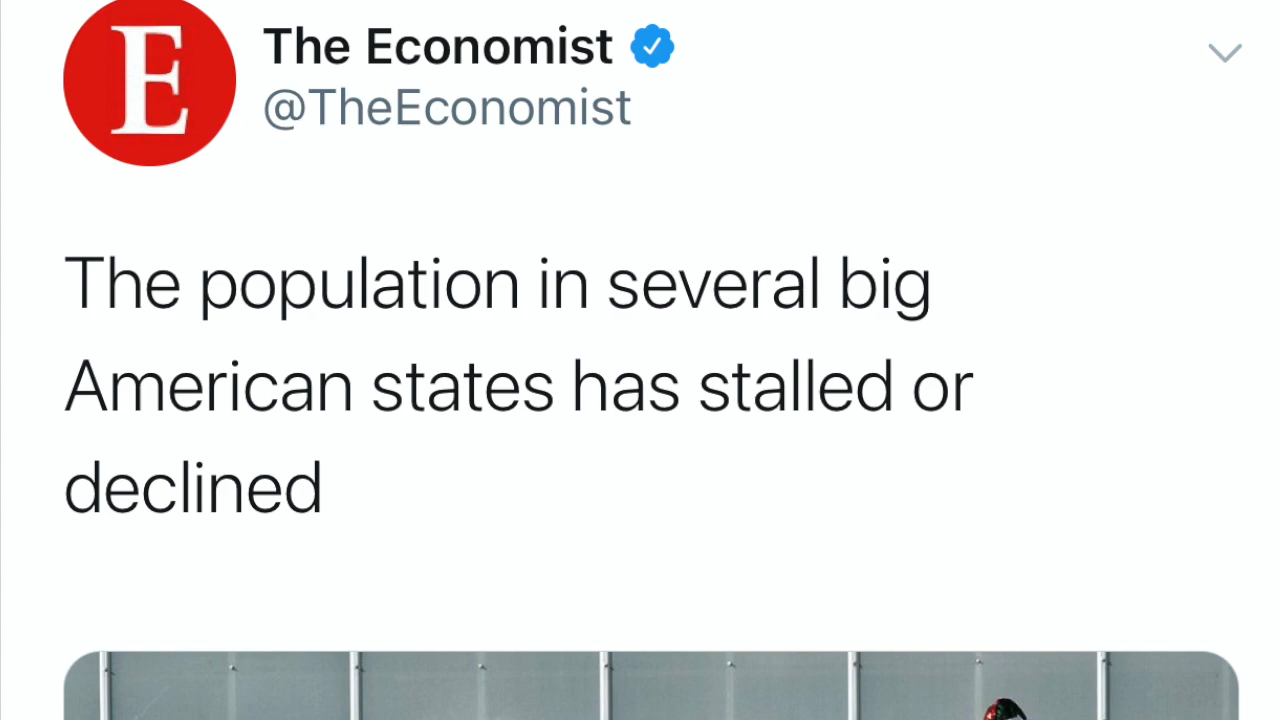 E
The Economist
@TheEconomist
The population in several big
American states has stalled or
declined